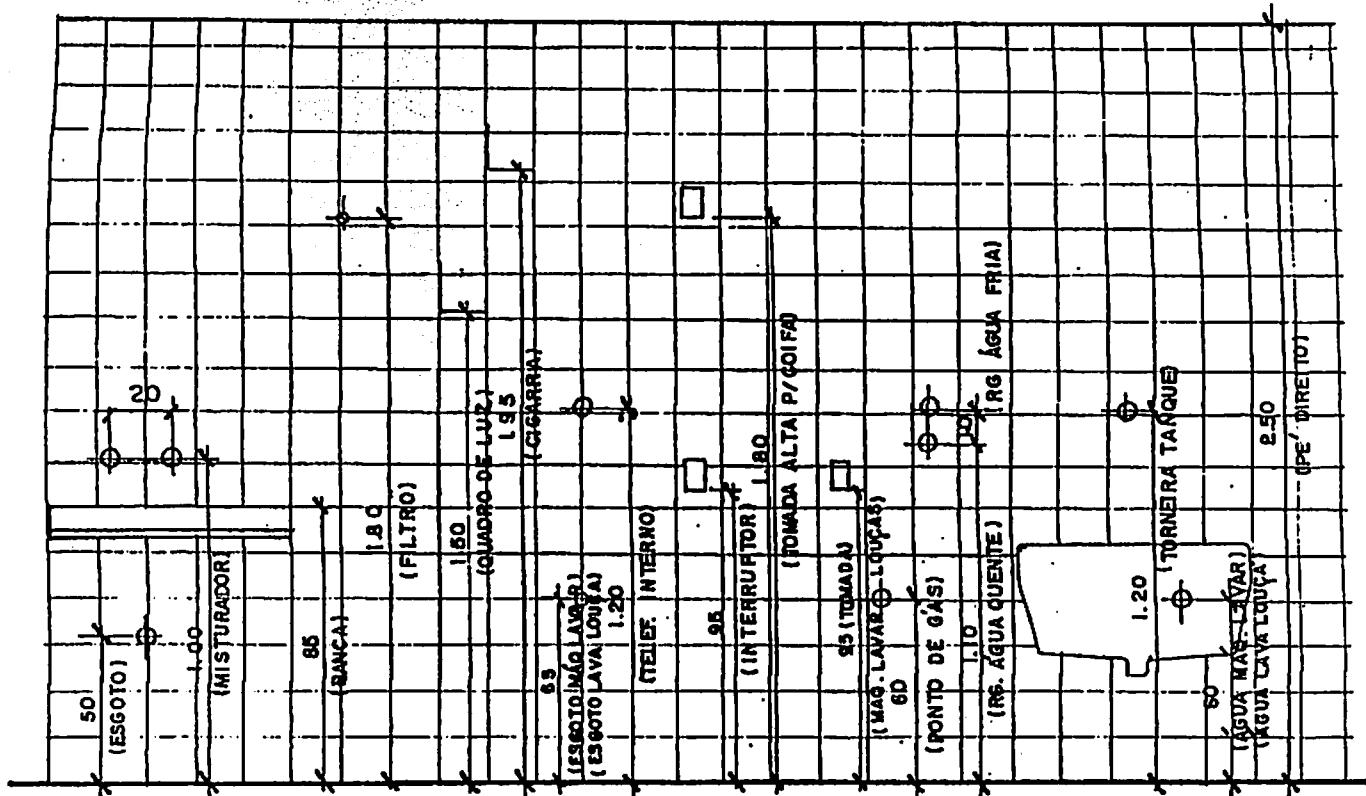 20
50
(ESGOTO)
1.00
(MISTURADOR)
85
(BANCA)
1.80
(FILTRO)
1.50
(QUADRO DE LUZ)
1.95
(CIGARRA)
65
(ESGOTO MÁQ. LAVAR)
(ESGOTO LAVA LOUÇA)
1.20
(TELEF. INTERNO)
95
(INTERRUPTOR)
1.80
(TOMADA ALTA P/COIFA)
95 (TOMADA)
(MAQ. LAVAR LOUÇAS)
60
(PONTO DE GÁS)
10
1.10
(RG. ÁGUA QUENTE)
(RG ÁGUA FRIA)
1.20
(TORNEIRA TANQUE)
60
(ÁGUA MAQ. LAVAR)
(ÁGUA LAVA LOUÇA)
2.50
(PE' DIREITO)